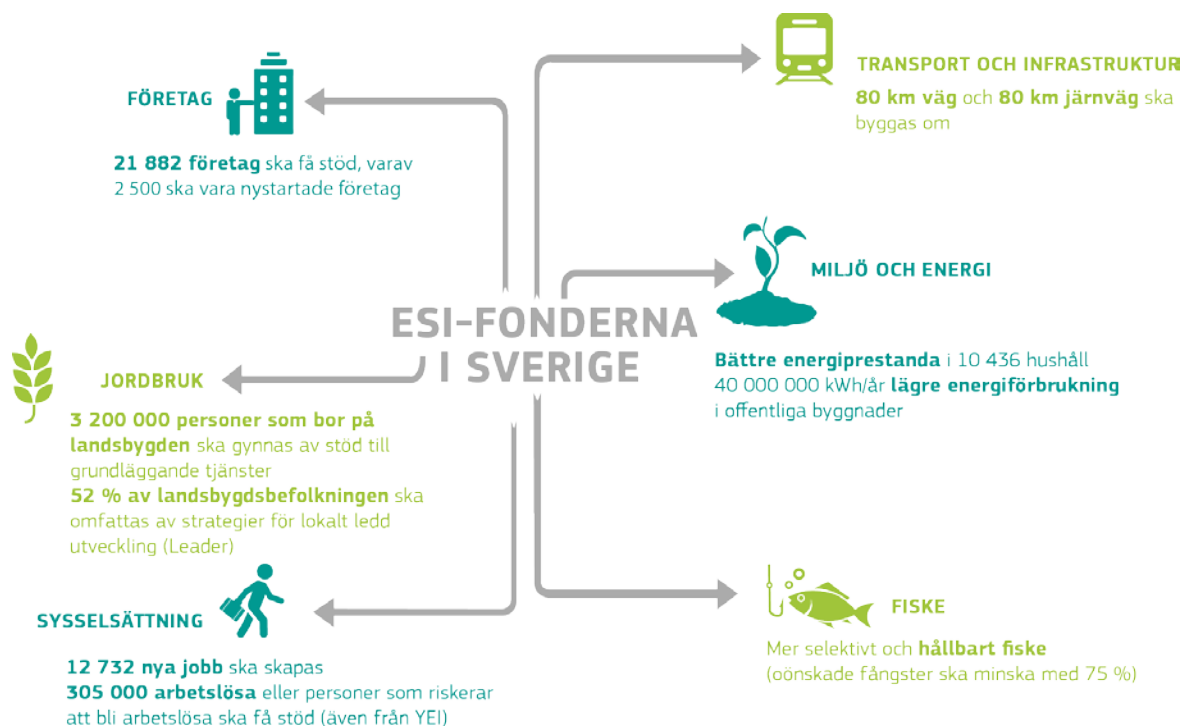 FÖRETAG
21 882 företag ska få stöd, varav
2 500 ska vara nystartade företag
TRANSPORT OCH INFRASTRUKTUR
80 km väg och 80 km järnväg ska
byggas om
MILJÖ OCH ENERGI
Bättre energiprestanda i 10 436 hushåll
40 000 000 kWh/år lägre energiförbrukning
i offentliga byggnader
ESI-FONDERNA
I SVERIGE
JORDBRUK
3 200 000 personer som bor på
landsbygden ska gynnas av stöd till
grundläggande tjänster
52 % av landsbygdsbefolkningen ska
omfattas av strategier för lokalt ledd
utveckling (Leader)
SYSSELSÄTTNING
12 732 nya jobb ska skapas
305 000 arbetslösa eller personer som riskerar
att bli arbetslösa ska få stöd (även från YEI)
FISKE
Mer selektivt och hållbart fiske
(oönskade fångster ska minska med 75 %)